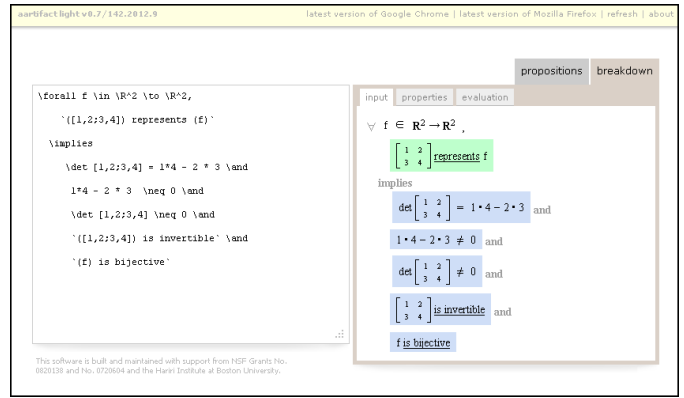 aartifact light v0.7/142.2012.9
latest version of Google Chrome | latest version of Mozilla Firefox | refresh | about
propositions breakdown
\forall f \in \R^2 \to \R^2,
`([1,2;3,4]) represents (f)`
\implies
\det [1,2;3,4] = 1*4 - 2 * 3 \and
1*4 - 2 * 3 \neq 0 \and
\det [1,2;3,4] \neq 0 \and
`([1,2;3,4]) is invertible` \and
`(f) is bijective`
input properties evaluation
∀ f ∈ R² → R² ,
[ 1 2
3 4 ] represents f
implies
det [ 1 2
3 4 ] = 1 • 4 − 2 • 3 and
1 • 4 − 2 • 3 ≠ 0 and
det [ 1 2
3 4 ] ≠ 0 and
[ 1 2
3 4 ] is invertible and
f is bijective
This software is built and maintained with support from NSF Grants No.
0820138 and No. 0720604 and the Hariri Institute at Boston University.